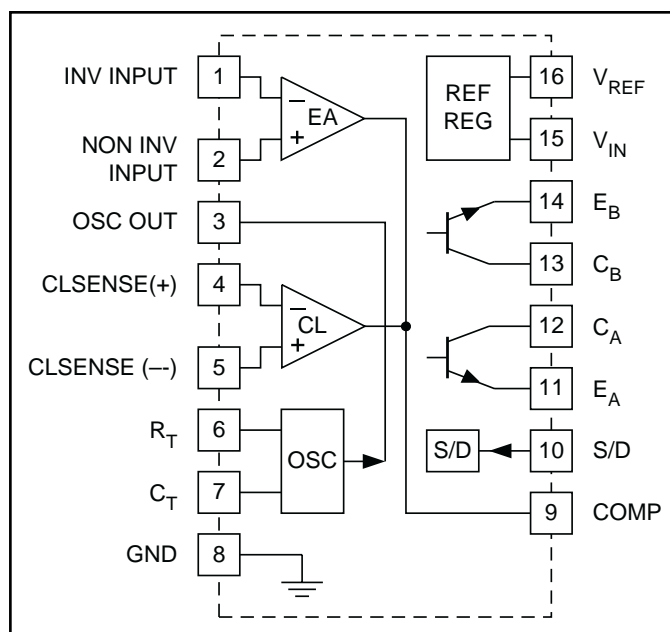 INV INPUT
1
−
+
EA
NON INV
INPUT
2
OSC OUT
3
CLSENSE(+)
4
−
+
CL
CLSENSE (−-)
5
R_T
6
OSC
C_T
7
GND
8
REF
REG
16
V_REF
15
V_IN
14
E_B
13
C_B
12
C_A
11
E_A
S/D
10
S/D
9
COMP